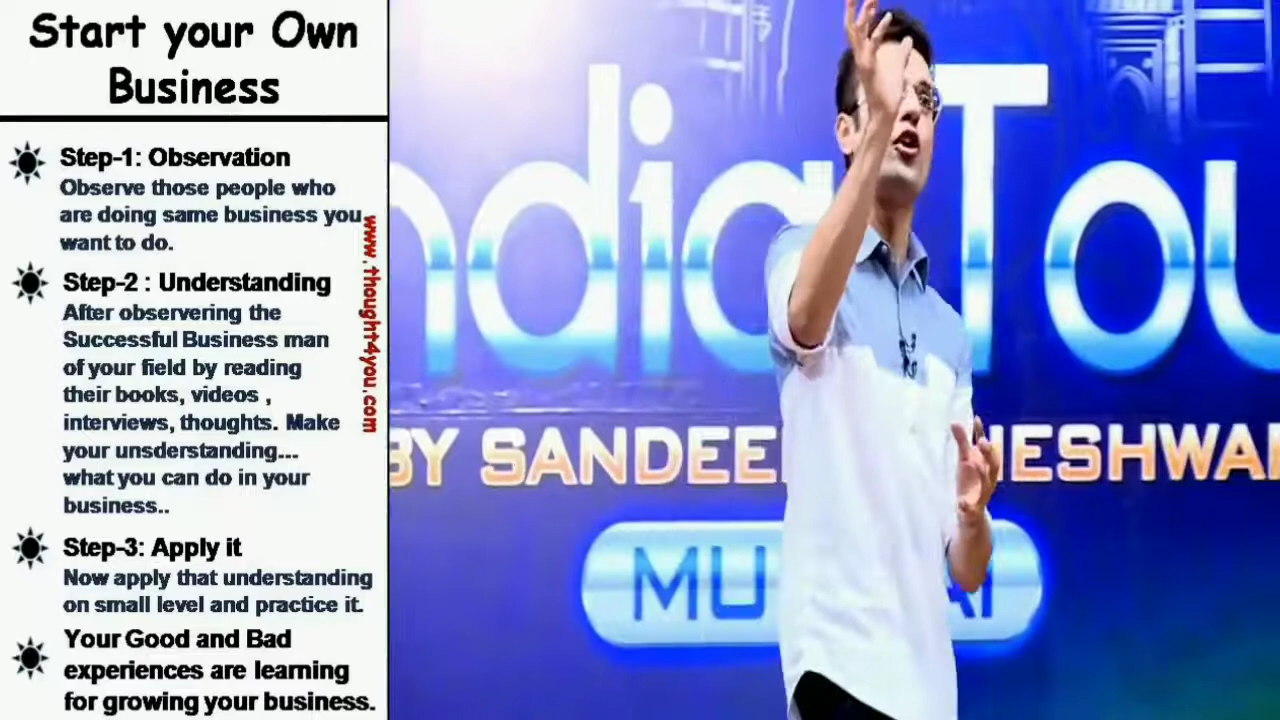 Start your Own
Business
Step-1: Observation
Observe those people who
are doing same business you
want to do.
Step-2 : Understanding
After observering the
Successful Business man
of your field by reading
their books, videos ,
interviews, thoughts. Make
your unsderstanding...
what you can do in your
business..
Step-3: Apply it
Now apply that understanding
on small level and practice it.
Your Good and Bad
experiences are learning
for growing your business.
www.thought4you.com
ndia Tou
BY SANDEE ESHWA
MU AI